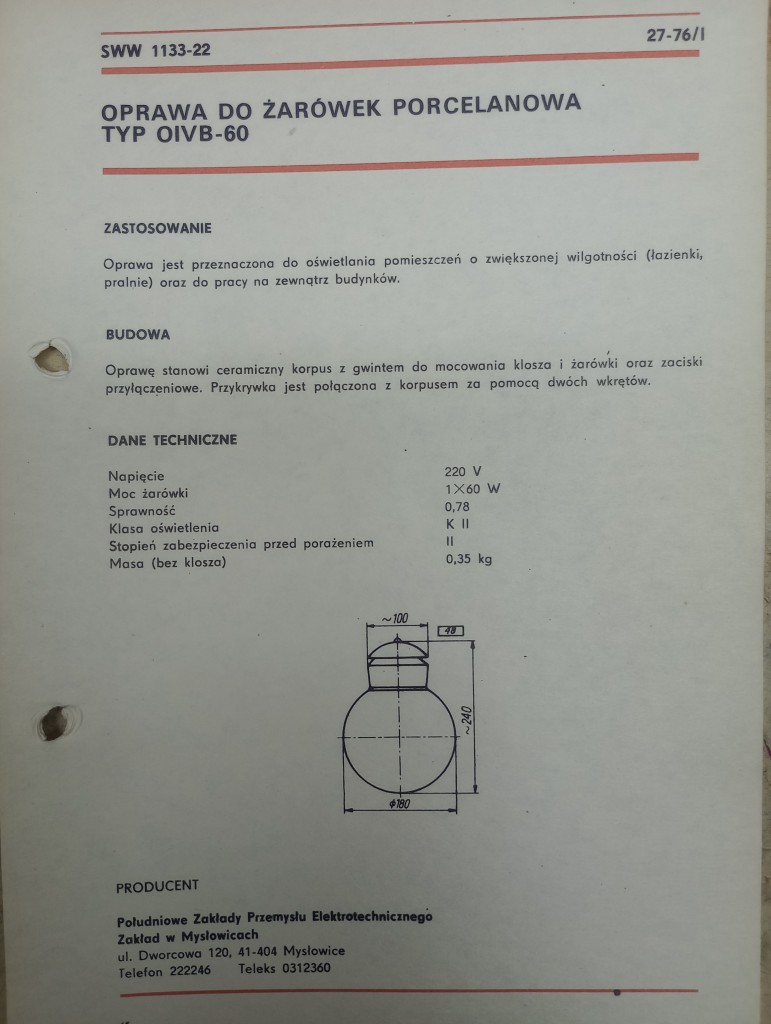 SWW 1133-22
27-76/I
OPRAWA DO ŻARÓWEK PORCELANOWA
TYP OIVB-60
ZASTOSOWANIE
Oprawa jest przeznaczona do oświetlania pomieszczeń o zwiększonej wilgotności (łazienki,
pralnie) oraz do pracy na zewnątrz budynków.
BUDOWA
Oprawę stanowi ceramiczny korpus z gwintem do mocowania klosza i żarówki oraz zaciski
przyłączeniowe. Przykrywka jest połączona z korpusem za pomocą dwóch wkrętów.
DANE TECHNICZNE
Napięcie 220 V
Moc żarówki 1×60 W
Sprawność 0,78
Klasa oświetlenia K II
Stopień zabezpieczenia przed porażeniem II
Masa (bez klosza) 0,35 kg
~100
~240
ϕ180
PRODUCENT
Południowe Zakłady Przemysłu Elektrotechnicznego
Zakład w Mysłowicach
ul. Dworcowa 120, 41-404 Mysłowice
Telefon 222246 Teleks 0312360